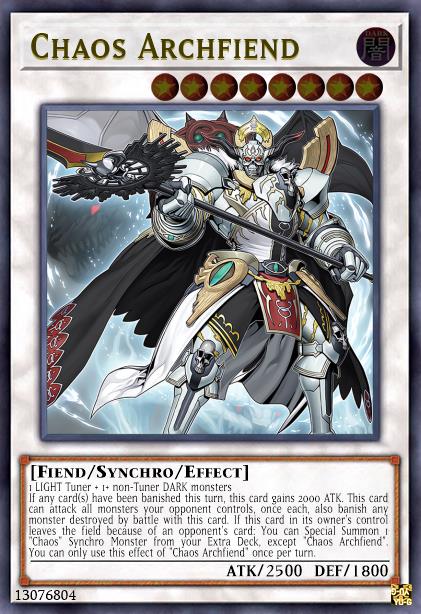 CHAOS ARCHFIEND
DARK
闇
[FIEND/SYNCHRO/EFFECT]
1 LIGHT Tuner + 1+ non-Tuner DARK monsters
If any card(s) have been banished this turn, this card gains 2000 ATK. This card
can attack all monsters your opponent controls, once each, also banish any
monster destroyed by battle with this card. If this card in its owner's control
leaves the field because of an opponent's card: You can Special Summon 1
"Chaos" Synchro Monster from your Extra Deck, except "Chaos Archfiend".
You can only use this effect of "Chaos Archfiend" once per turn.
ATK/2500 DEF/1800
13076804